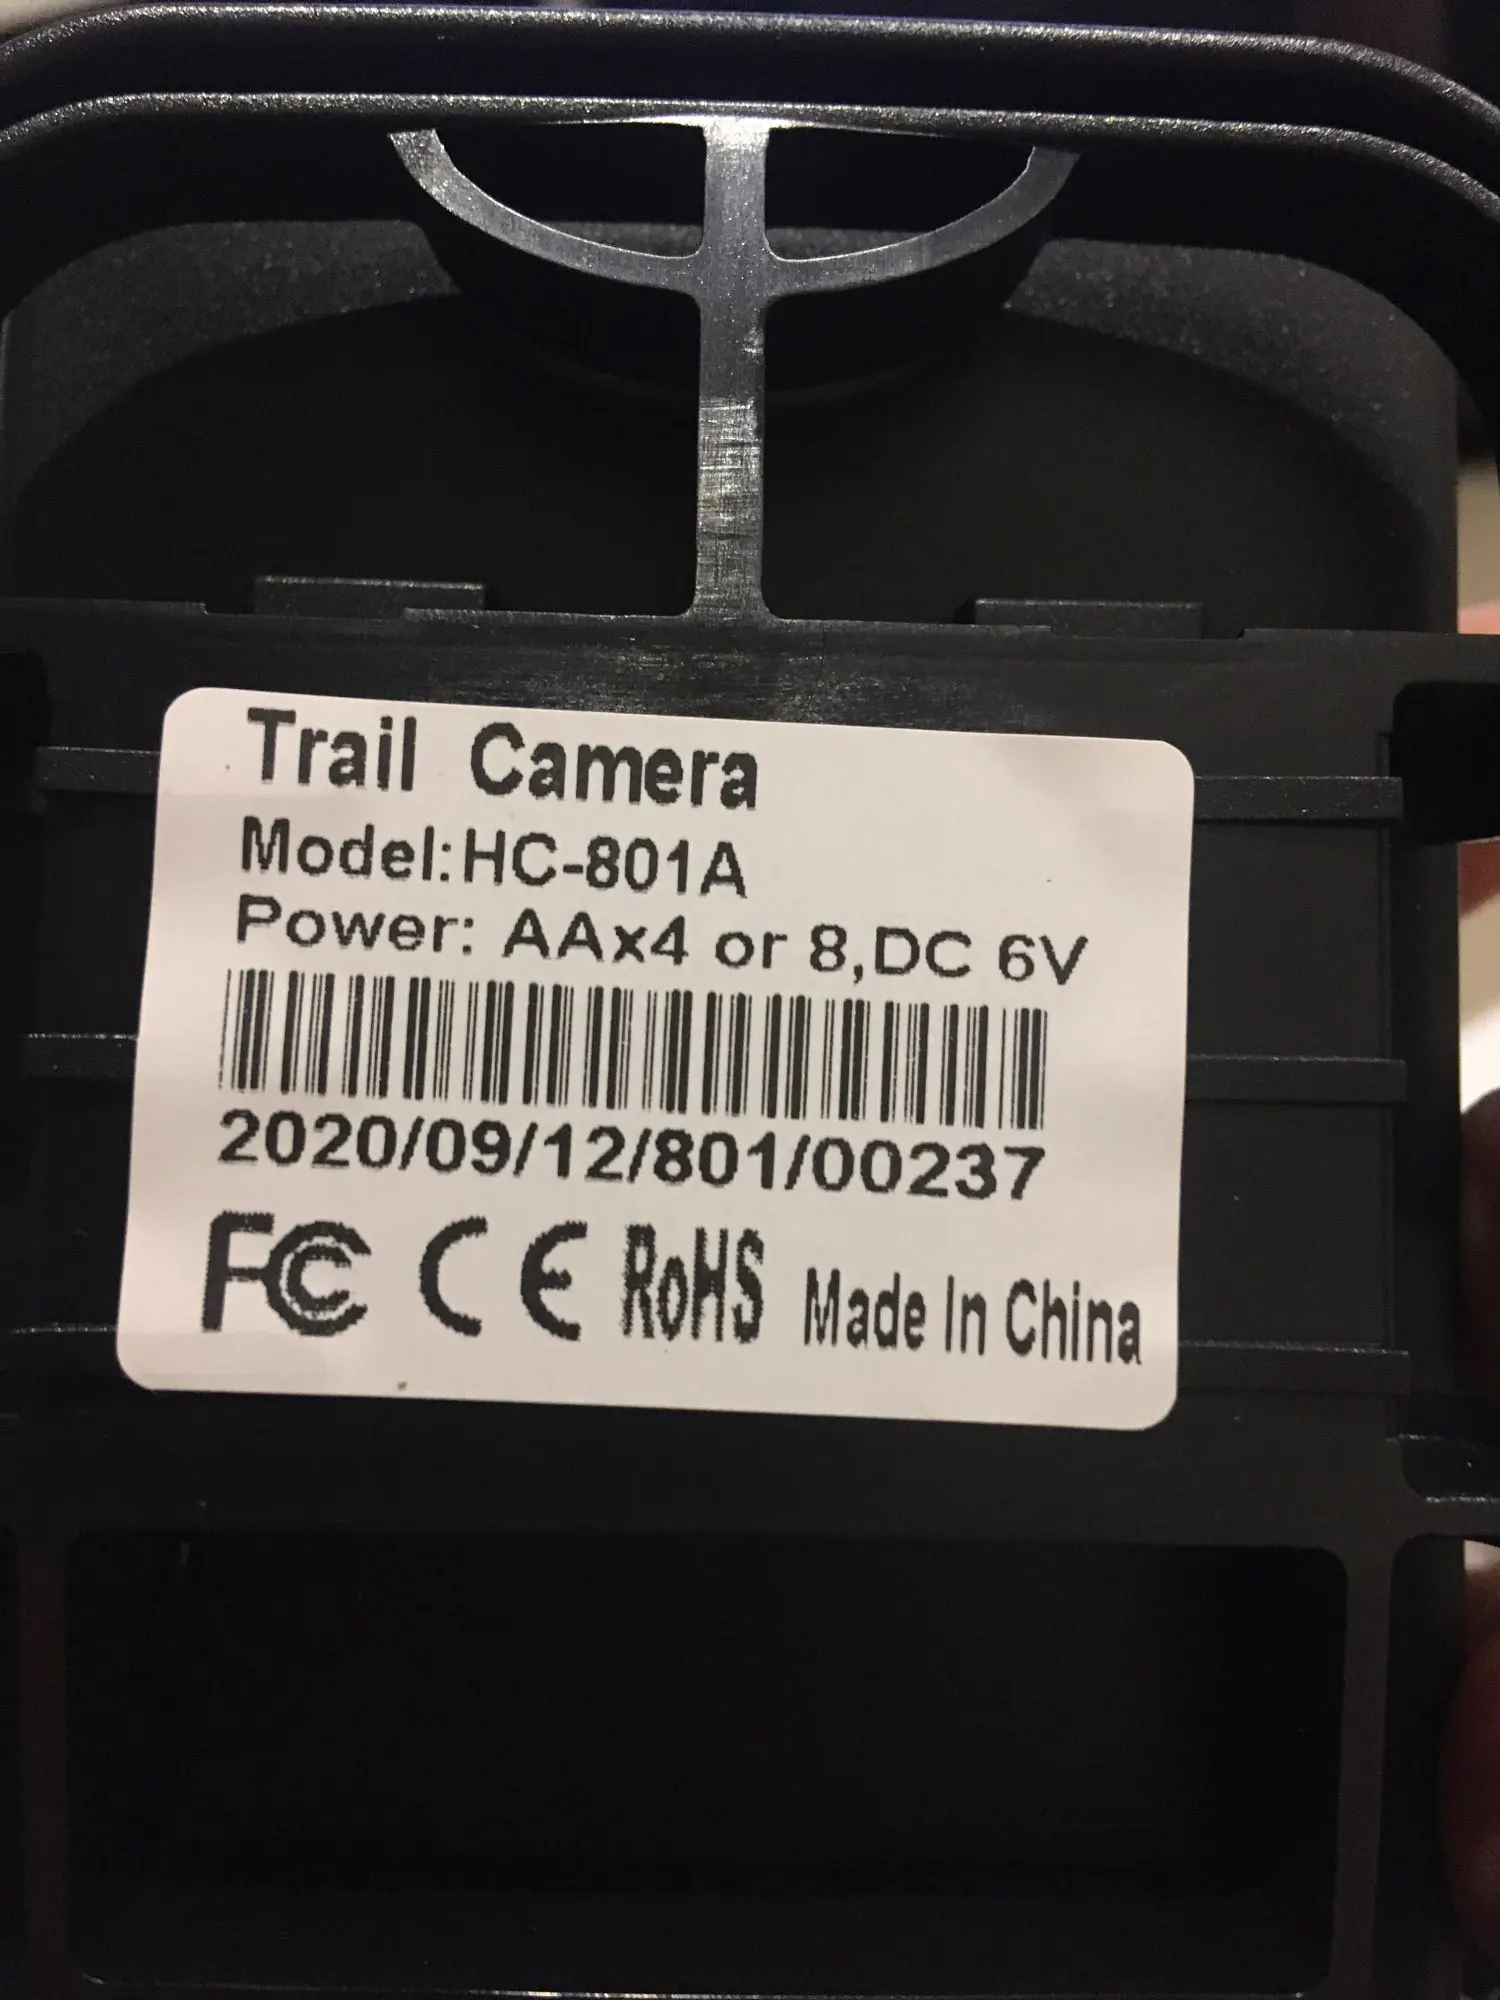 Trail Camera
Model:HC-801A
Power: AAx4 or 8,DC 6V
2020/09/12/801/00237
FC CE RoHS Made In China